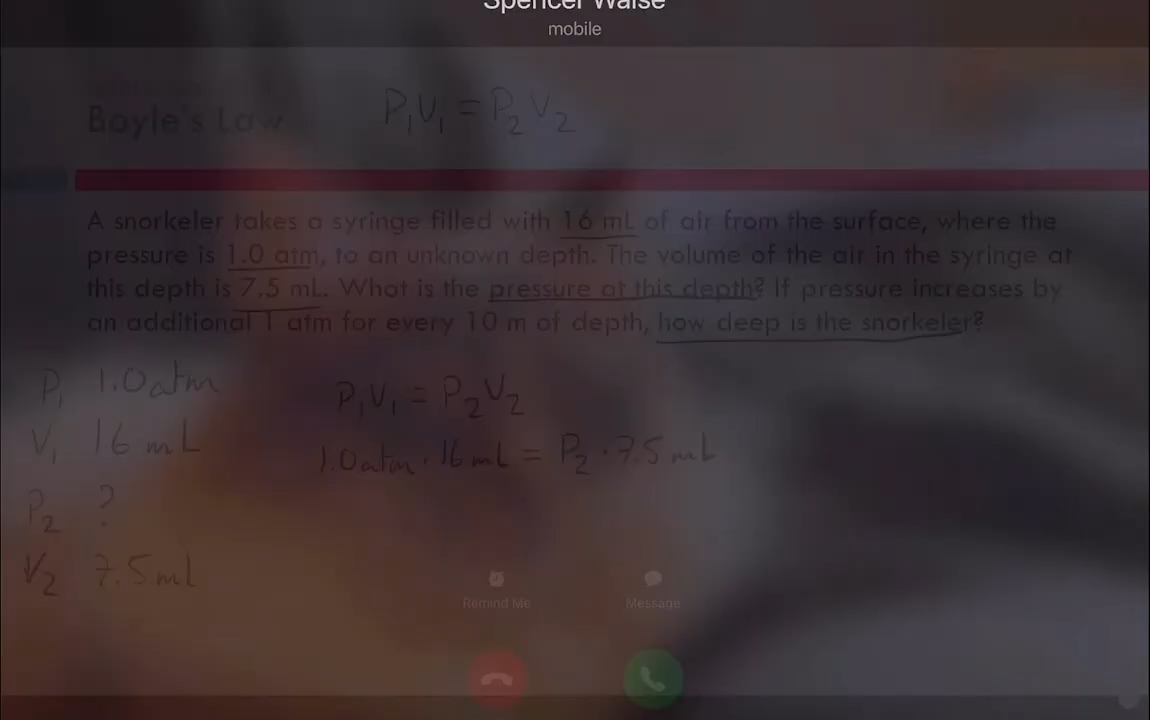 Spencer Waise
mobile
Boyle's Law P₁V₁ = P₂V₂
A snorkeler takes a syringe filled with 16 mL of air from the surface, where the
pressure is 1.0 atm, to an unknown depth. The volume of the air in the syringe at
this depth is 7.5 mL. What is the pressure at this depth? If pressure increases by
an additional 1 atm for every 10 m of depth, how deep is the snorkeler?
P₁ 1.0 atm
V₁ 16 mL
P₂ ?
V₂ 7.5 mL
P₁V₁ = P₂V₂
1.0 atm · 16 mL = P₂ · 7.5 mL
Remind Me
Message